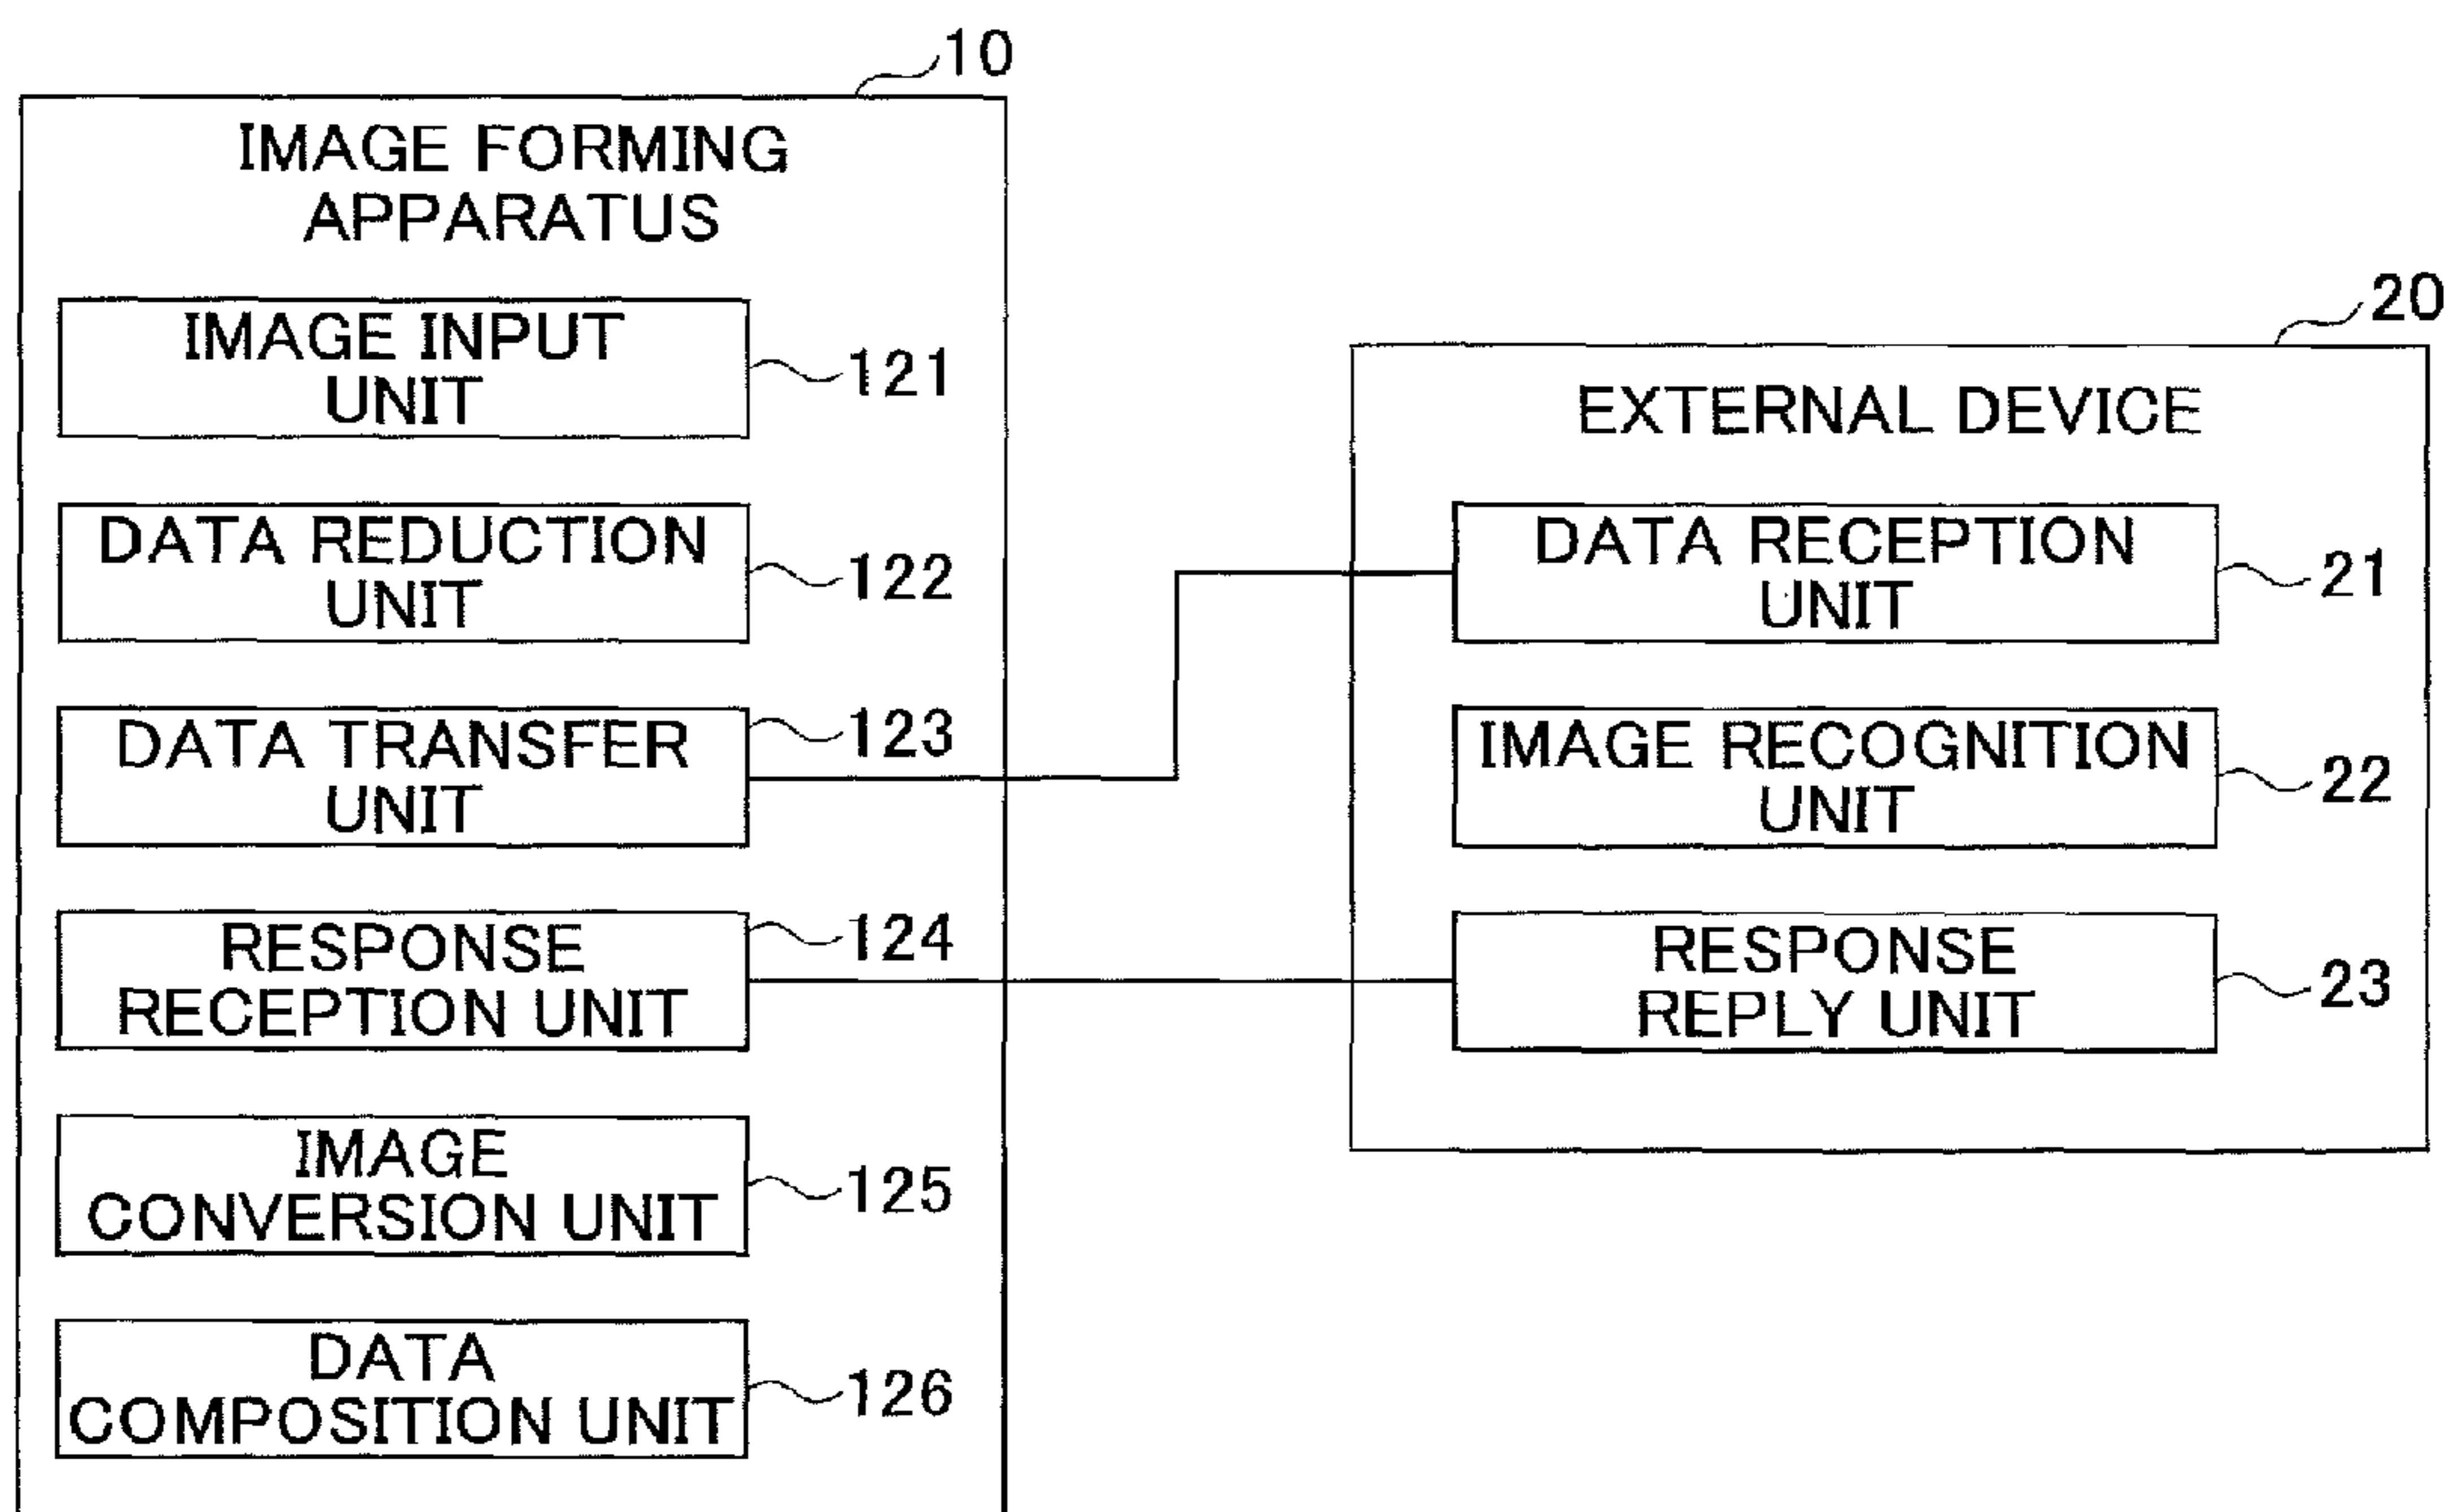 10
IMAGE FORMING
APPARATUS
IMAGE INPUT
UNIT
121
DATA REDUCTION
UNIT
122
DATA TRANSFER
UNIT
123
RESPONSE
RECEPTION UNIT
124
IMAGE
CONVERSION UNIT
125
DATA
COMPOSITION UNIT
126
20
EXTERNAL DEVICE
DATA RECEPTION
UNIT
21
IMAGE RECOGNITION
UNIT
22
RESPONSE
REPLY UNIT
23